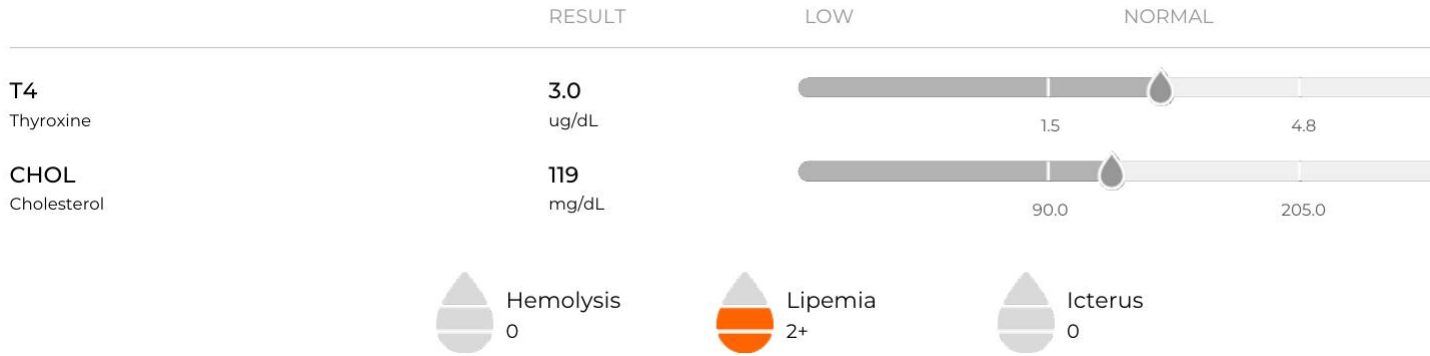 RESULT LOW NORMAL
T4 3.0
Thyroxine ug/dL 1.5 4.8
CHOL 119
Cholesterol mg/dL 90.0 205.0
Hemolysis Lipemia Icterus
0 2+ 0